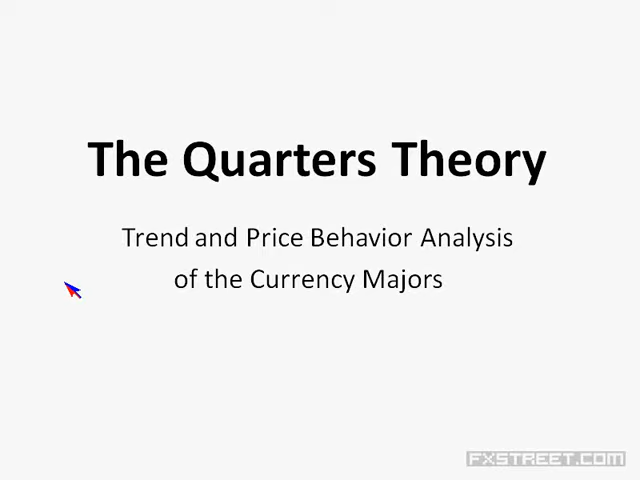 The Quarters Theory
Trend and Price Behavior Analysis
of the Currency Majors
FXSTREET.COM